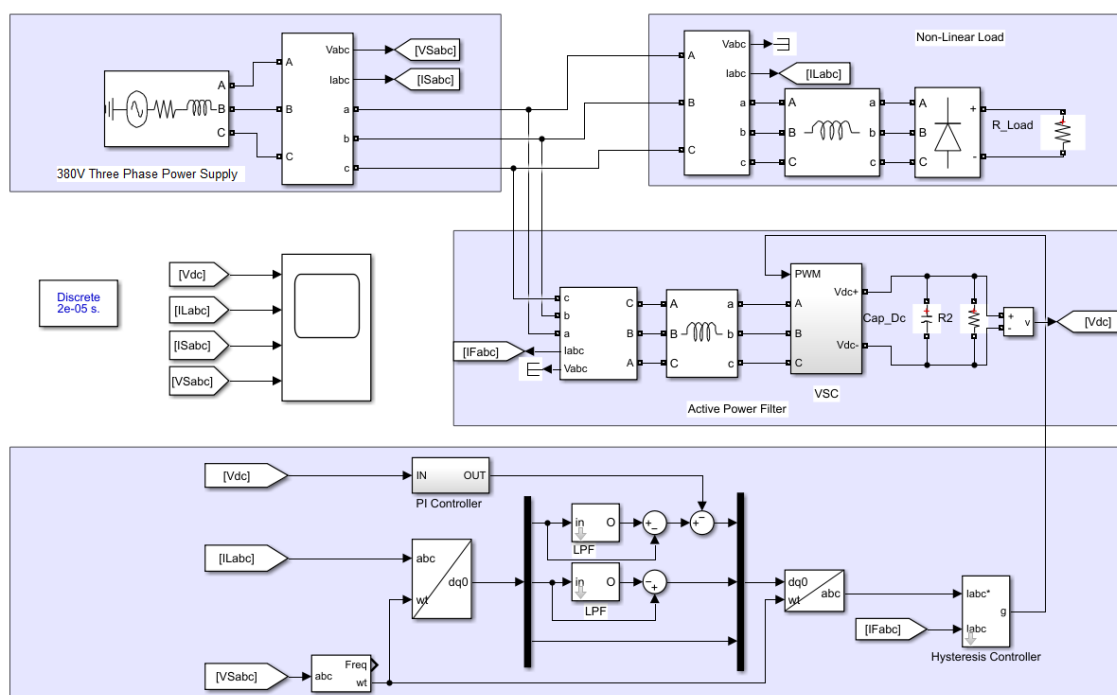 Non-Linear Load
Vabc
[VSabc]
Vabc
A
A
Iabc
[ISabc]
Iabc
[ILabc]
A
B
C
B
a
B
a
A
a
A
+
R_Load
b
b
B
b
B
C
c
C
c
C
c
C
-
380V Three Phase Power Supply
[Vdc]
[ILabc]
[ISabc]
[VSabc]
Discrete
2e-05 s.
PWM
c
C
A
a
A
Vdc+
b
B
B
b
B
Cap_Dc
R2
+
-
v
[Vdc]
a
Iabc
A
C
c
C
Vdc-
[IFabc]
Vabc
A
VSC
Active Power Filter
[Vdc]
IN
OUT
PI Controller
in
O
+
-
+
-
LPF
[ILabc]
abc
dq0
wt
in
O
-
+
LPF
dq0
wt
abc
Iabc*
g
Iabc
[IFabc]
Hysteresis Controller
[VSabc]
abc
Freq
wt